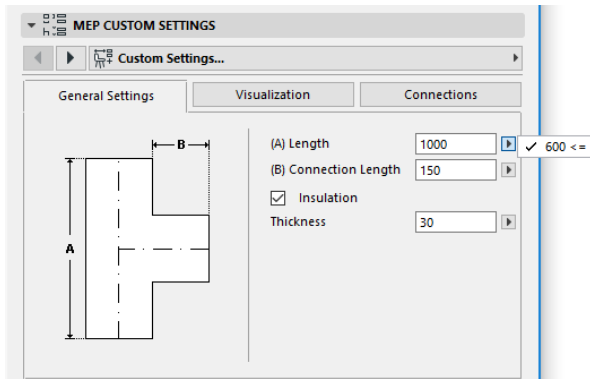 MEP CUSTOM SETTINGS
Custom Settings...
General Settings
Visualization
Connections
B
A
(A) Length
1000
✓ 600 <=
(B) Connection Length
150
Insulation
Thickness
30